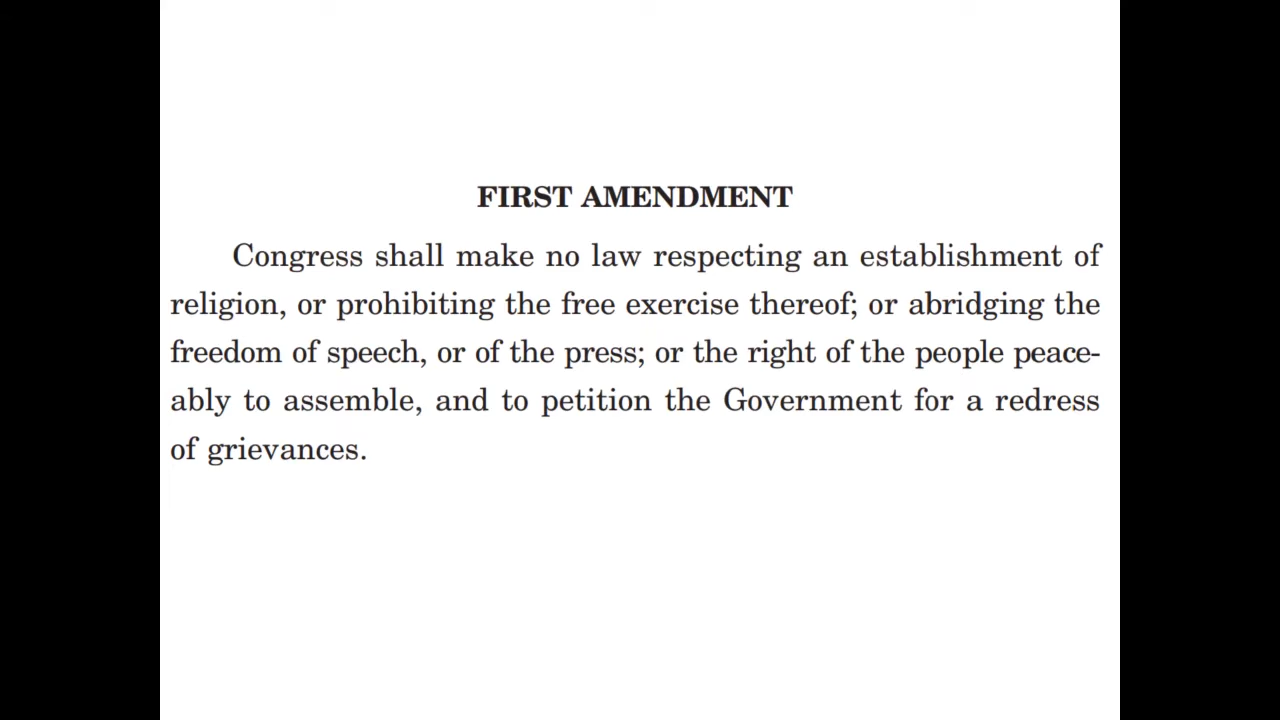 FIRST AMENDMENT
Congress shall make no law respecting an establishment of
religion, or prohibiting the free exercise thereof; or abridging the
freedom of speech, or of the press; or the right of the people peace-
ably to assemble, and to petition the Government for a redress
of grievances.